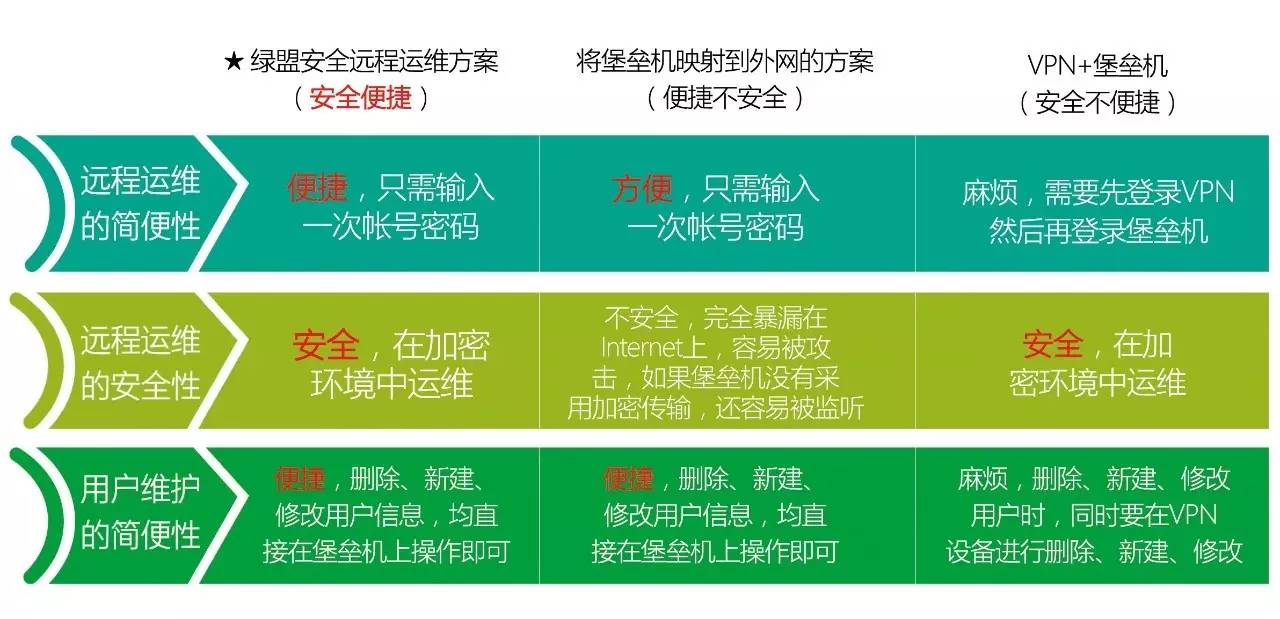 ★ 绿盟安全远程运维方案
（安全便捷）
将堡垒机映射到外网的方案
（便捷不安全）
VPN+堡垒机
（安全不便捷）
远程运维
的简便性
便捷，只需输入
一次帐号密码
方便，只需输入
一次帐号密码
麻烦，需要先登录VPN
然后再登录堡垒机
远程运维
的安全性
安全，在加密
环境中运维
不安全，完全暴漏在
Internet上，容易被攻
击，如果堡垒机没有采
用加密传输，还容易被监听
安全，在加
密环境中运维
用户维护
的简便性
便捷，删除、新建、
修改用户信息，均直
接在堡垒机上操作即可
便捷，删除、新建、
修改用户信息，均直
接在堡垒机上操作即可
麻烦，删除、新建、修改
用户时，同时要在VPN
设备进行删除、新建、修改